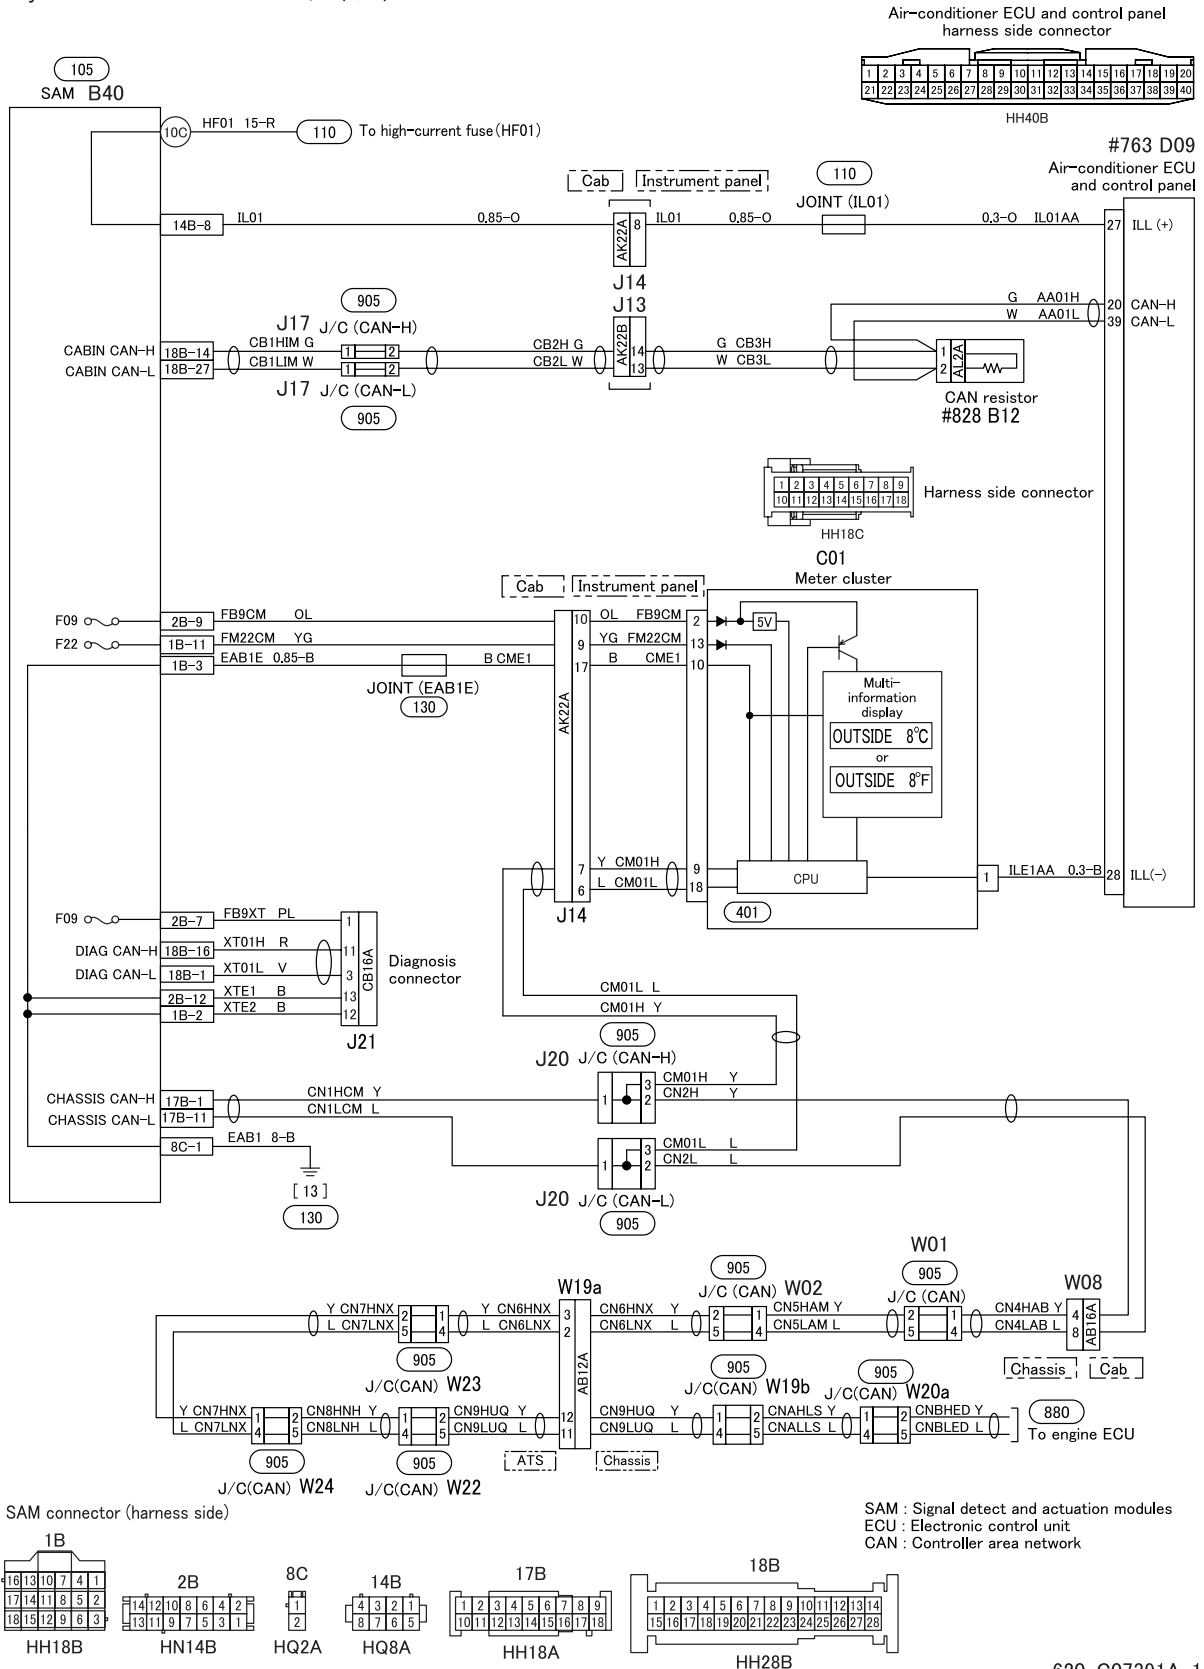 Air-conditioner ECU and control panel
harness side connector
1 2 3 4 5 6 7 8 9 10 11 12 13 14 15 16 17 18 19 20
21 22 23 24 25 26 27 28 29 30 31 32 33 34 35 36 37 38 39 40
HH40B
105
SAM B40
10C HF01 15-R 110 To high-current fuse(HF01)
#763 D09
Air-conditioner ECU
and control panel
Cab Instrument panel
110
JOINT (IL01)
14B-8 IL01 0.85-O AK22A 8 IL01 0.85-O 0.3-O IL01AA 27 ILL (+)
J14
905
J13
J17 J/C (CAN-H)
G AA01H 20 CAN-H
W AA01L 39 CAN-L
CABIN CAN-H 18B-14 CB1HIM G 1 2 CB2H G AK22B 14 G CB3H 1 AL2A
CABIN CAN-L 18B-27 CB1LIM W 1 2 CB2L W 13 W CB3L 2
J17 J/C (CAN-L)
905
CAN resistor
#828 B12
1 2 3 4 5 6 7 8 9
10 11 12 13 14 15 16 17 18
Harness side connector
HH18C
C01
Meter cluster
Cab Instrument panel
F09 2B-9 FB9CM OL 10 OL FB9CM 2 5V
F22 1B-11 FM22CM YG 9 YG FM22CM 13
1B-3 EAB1E 0.85-B B CME1 17 B CME1 10
JOINT (EAB1E)
130
AK22A
Multi-
information
display
OUTSIDE 8°C
or
OUTSIDE 8°F
7 Y CM01H 9
6 L CM01L 18
CPU
1 ILE1AA 0.3-B 28 ILL(-)
J14
401
F09 2B-7 FB9XT PL 1
DIAG CAN-H 18B-16 XT01H R 11
DIAG CAN-L 18B-1 XT01L V 3
2B-12 XTE1 B 13
1B-2 XTE2 B 12
CB16A
Diagnosis
connector
J21
CM01L L
CM01H Y
905
J20 J/C (CAN-H)
CHASSIS CAN-H 17B-1 CN1HCM Y 1 3 2 CM01H Y
CN2H Y
CHASSIS CAN-L 17B-11 CN1LCM L
8C-1 EAB1 8-B
1 3 2 CM01L L
CN2L L
[ 13 ]
130
J20 J/C (CAN-L)
905
W01
905
J/C (CAN)
905
J/C (CAN) W02
W19a
W08
Y CN7HNX 2 1 Y CN6HNX 3 CN6HNX Y 2 1 CN5HAM Y 2 1 CN4HAB Y 4
L CN7LNX 5 4 L CN6LNX 2 CN6LNX L 5 4 CN5LAM L 5 4 CN4LAB L 8
AB16A
AB12A
905
J/C(CAN) W23
Chassis Cab
905
J/C(CAN) W19b
905
J/C(CAN) W20a
Y CN7HNX 1 2 CN8HNH Y 1 2 CN9HUQ Y 12 CN9HUQ Y 1 2 CNAHLS Y 1 2 CNBHED Y
L CN7LNX 4 5 CN8LNH L 4 5 CN9LUQ L 11 CN9LUQ L 4 5 CNALLS L 4 5 CNBLED L
880
To engine ECU
905
J/C(CAN) W24
905
J/C(CAN) W22
ATS Chassis
SAM connector (harness side)
SAM : Signal detect and actuation modules
ECU : Electronic control unit
CAN : Controller area network
1B
16 13 10 7 4 1
17 14 11 8 5 2
18 15 12 9 6 3
HH18B
2B
14 12 10 8 6 4 2
13 11 9 7 5 3 1
HN14B
8C
1
2
HQ2A
14B
4 3 2 1
8 7 6 5
HQ8A
17B
1 2 3 4 5 6 7 8 9
10 11 12 13 14 15 16 17 18
HH18A
18B
1 2 3 4 5 6 7 8 9 10 11 12 13 14
15 16 17 18 19 20 21 22 23 24 25 26 27 28
HH28B